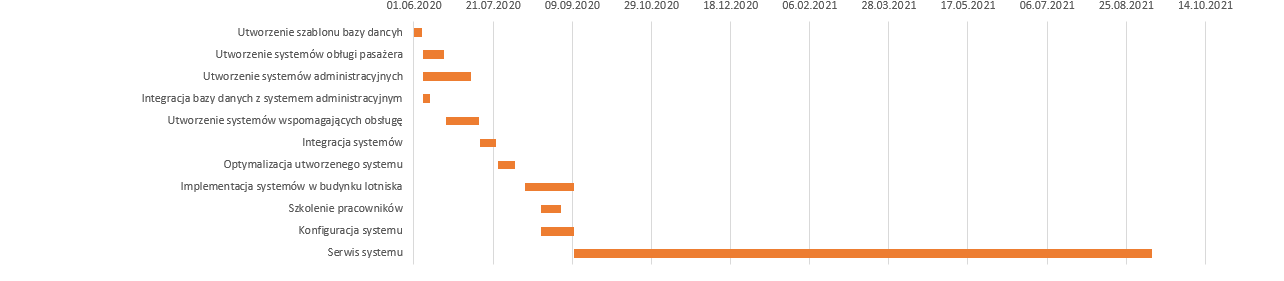 01.06.2020 21.07.2020 09.09.2020 29.10.2020 18.12.2020 06.02.2021 28.03.2021 17.05.2021 06.07.2021 25.08.2021 14.10.2021
Utworzenie szablonu bazy dancyh
Utworzenie systemów obługi pasażera
Utworzenie systemów administracyjnych
Integracja bazy danych z systemem administracyjnym
Utworzenie systemów wspomagających obsługę
Integracja systemów
Optymalizacja utworzenego systemu
Implementacja systemów w budynku lotniska
Szkolenie pracowników
Konfiguracja systemu
Serwis systemu